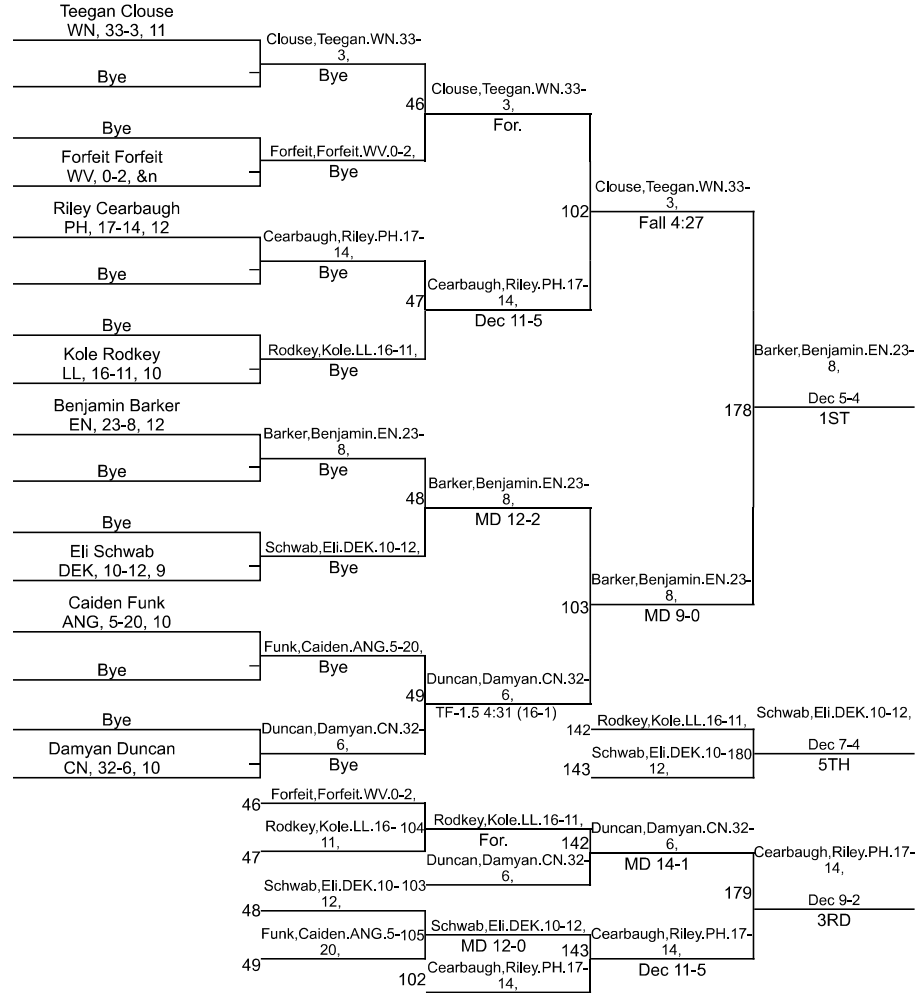 Teegan Clouse
WN, 33-3, 11
Bye
Bye
Forfeit Forfeit
WV, 0-2, &n
Riley Cearbaugh
PH, 17-14, 12
Bye
Bye
Kole Rodkey
LL, 16-11, 10
Benjamin Barker
EN, 23-8, 12
Bye
Bye
Eli Schwab
DEK, 10-12, 9
Caiden Funk
ANG, 5-20, 10
Bye
Bye
Damyan Duncan
CN, 32-6, 10
Clouse,Teegan.WN.33-
3,
Bye
46
Forfeit,Forfeit.WV.0-2,
Bye
Cearbaugh,Riley.PH.17-
14,
Bye
47
Rodkey,Kole.LL.16-11,
Bye
Barker,Benjamin.EN.23-
8,
Bye
48
Schwab,Eli.DEK.10-12,
Bye
Funk,Caiden.ANG.5-20,
Bye
49
Duncan,Damyan.CN.32-
6,
Bye
Clouse,Teegan.WN.33-
3,
For.
102
Cearbaugh,Riley.PH.17-
14,
Dec 11-5
Barker,Benjamin.EN.23-
8,
MD 12-2
103
Duncan,Damyan.CN.32-
6,
TF-1.5 4:31 (16-1)
Clouse,Teegan.WN.33-
3,
Fall 4:27
178
Barker,Benjamin.EN.23-
8,
MD 9-0
Barker,Benjamin.EN.23-
8,
Dec 5-4
1ST
142
Rodkey,Kole.LL.16-11,
143
Schwab,Eli.DEK.10-
12,
180
Schwab,Eli.DEK.10-12,
Dec 7-4
5TH
46
Forfeit,Forfeit.WV.0-2,
47
Rodkey,Kole.LL.16-
11,
104
Rodkey,Kole.LL.16-11,
For.
103
Duncan,Damyan.CN.32-
6,
142
Duncan,Damyan.CN.32-
6,
MD 14-1
48
Schwab,Eli.DEK.10-
12,
49
Funk,Caiden.ANG.5-
20,
105
Schwab,Eli.DEK.10-12,
MD 12-0
102
Cearbaugh,Riley.PH.17-
14,
143
Cearbaugh,Riley.PH.17-
14,
Dec 11-5
179
Cearbaugh,Riley.PH.17-
14,
Dec 9-2
3RD